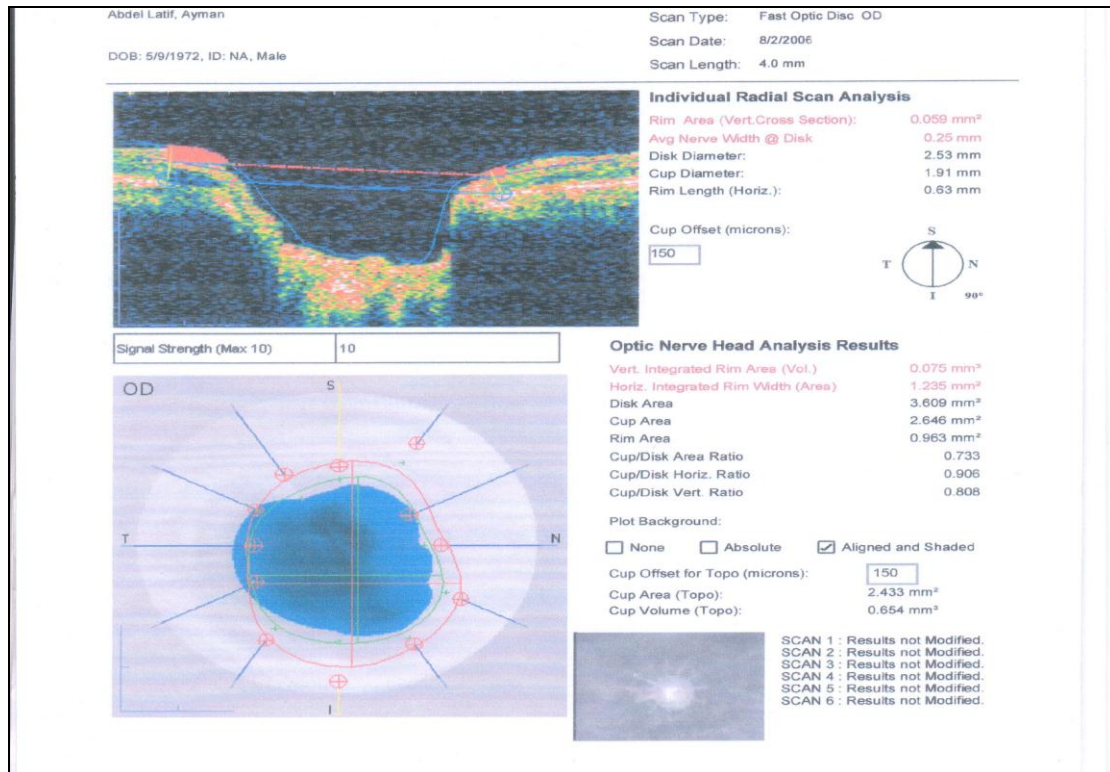 Abdel Latif, Ayman
DOB: 5/9/1972, ID: NA, Male
Scan Type: Fast Optic Disc OD
Scan Date: 8/2/2006
Scan Length: 4.0 mm
Individual Radial Scan Analysis
Rim Area (Vert.Cross Section): 0.059 mm²
Avg Nerve Width @ Disk 0.25 mm
Disk Diameter: 2.53 mm
Cup Diameter: 1.91 mm
Rim Length (Horiz.): 0.63 mm
Cup Offset (microns):
150
S
T N
I 90°
Signal Strength (Max 10) 10
OD
S
T N
I
Optic Nerve Head Analysis Results
Vert. Integrated Rim Area (Vol.) 0.075 mm³
Horiz. Integrated Rim Width (Area) 1.235 mm²
Disk Area 3.609 mm²
Cup Area 2.646 mm²
Rim Area 0.963 mm²
Cup/Disk Area Ratio 0.733
Cup/Disk Horiz. Ratio 0.906
Cup/Disk Vert. Ratio 0.808
Plot Background:
None Absolute Aligned and Shaded
Cup Offset for Topo (microns): 150
Cup Area (Topo): 2.433 mm²
Cup Volume (Topo): 0.654 mm³
SCAN 1 : Results not Modified.
SCAN 2 : Results not Modified.
SCAN 3 : Results not Modified.
SCAN 4 : Results not Modified.
SCAN 5 : Results not Modified.
SCAN 6 : Results not Modified.